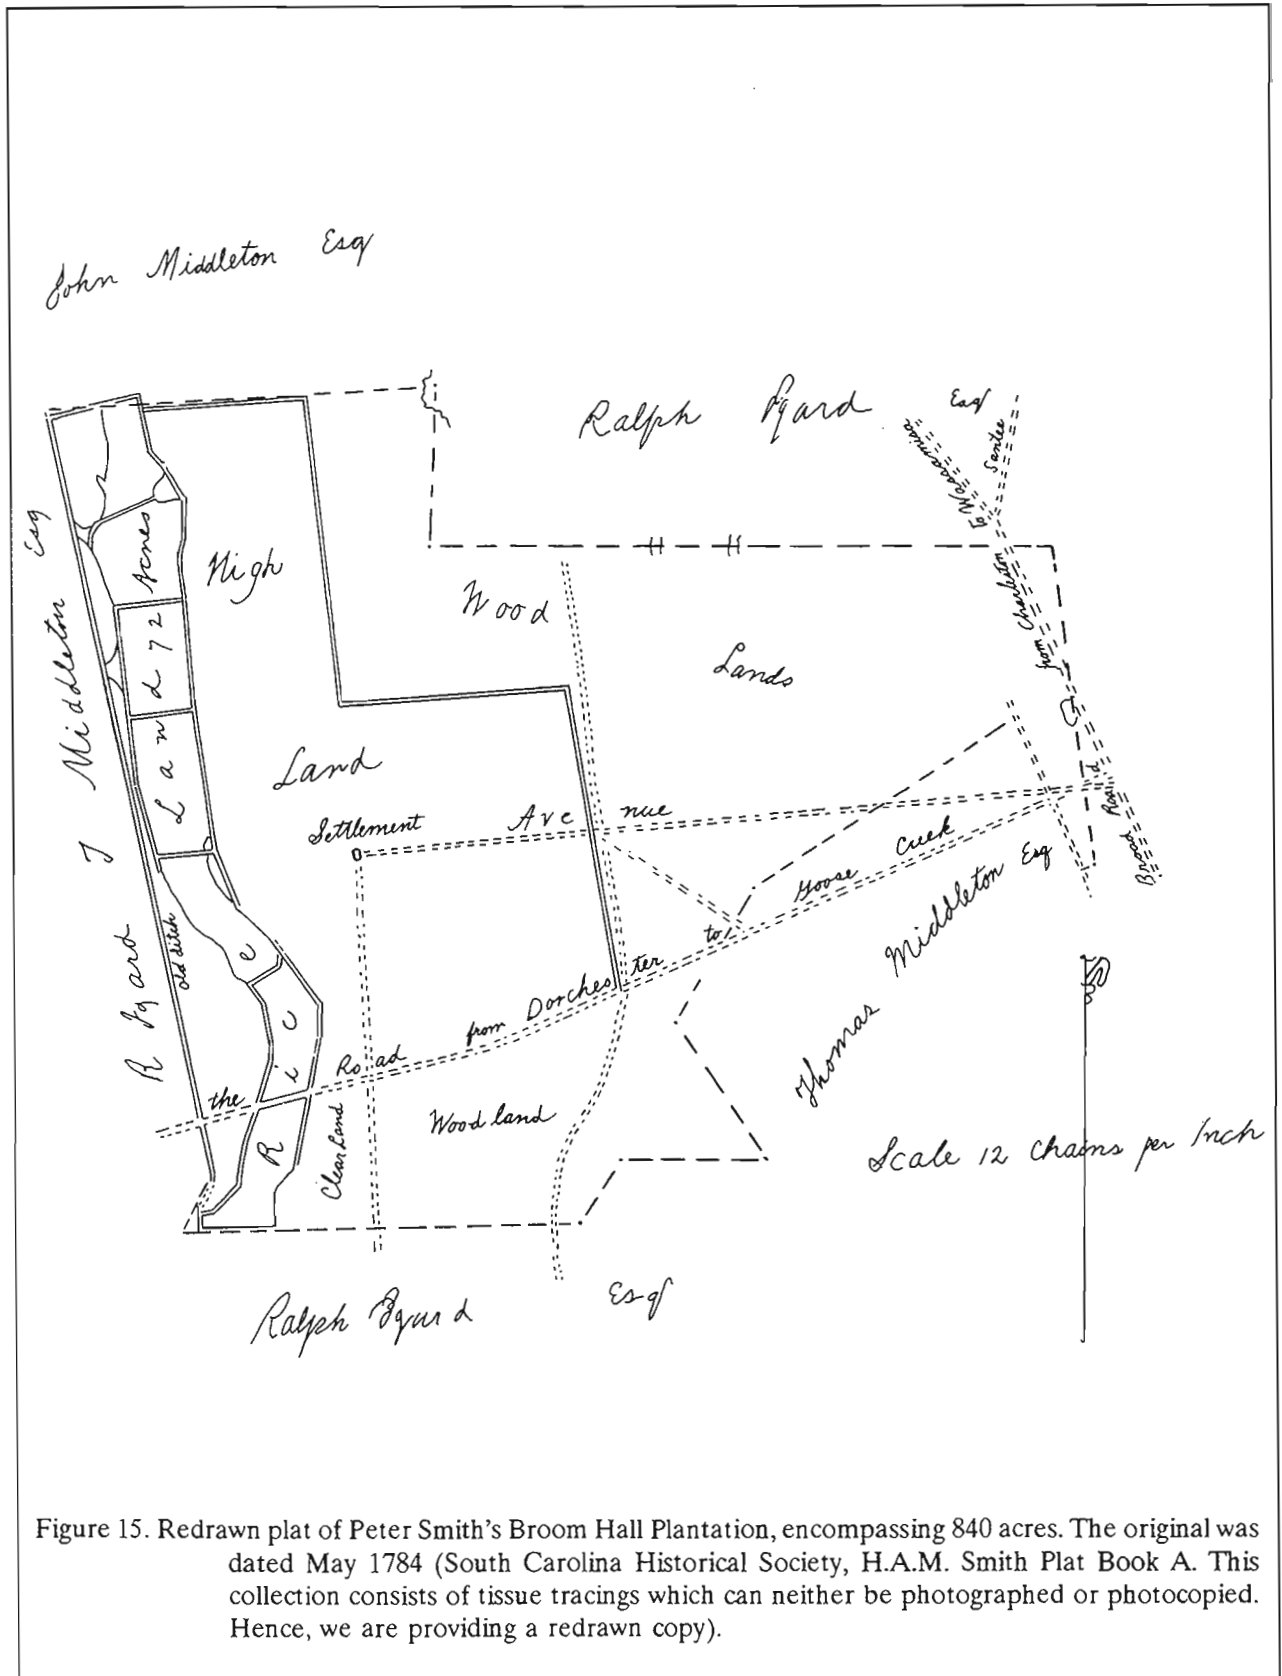 John Middleton Esq
Ralph Izard Esq
to Wassamisa
Santee
from Charleston
R Izard J Middleton Esq
High
Land
Wood
Lands
Rice Land 72 Acres
Settlement
Avenue
Broad Road
old ditch
the Road from Dorchester to Goose Creek
Thomas Middleton Esq
Clear Land
Wood land
Scale 12 Chains per Inch
Ralph Izard Esq
Figure 15. Redrawn plat of Peter Smith's Broom Hall Plantation, encompassing 840 acres. The original was
dated May 1784 (South Carolina Historical Society, H.A.M. Smith Plat Book A. This
collection consists of tissue tracings which can neither be photographed or photocopied.
Hence, we are providing a redrawn copy).